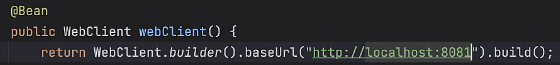 @Bean
public WebClient webClient() {
return WebClient.builder().baseUrl("http://localhost:8081").build();